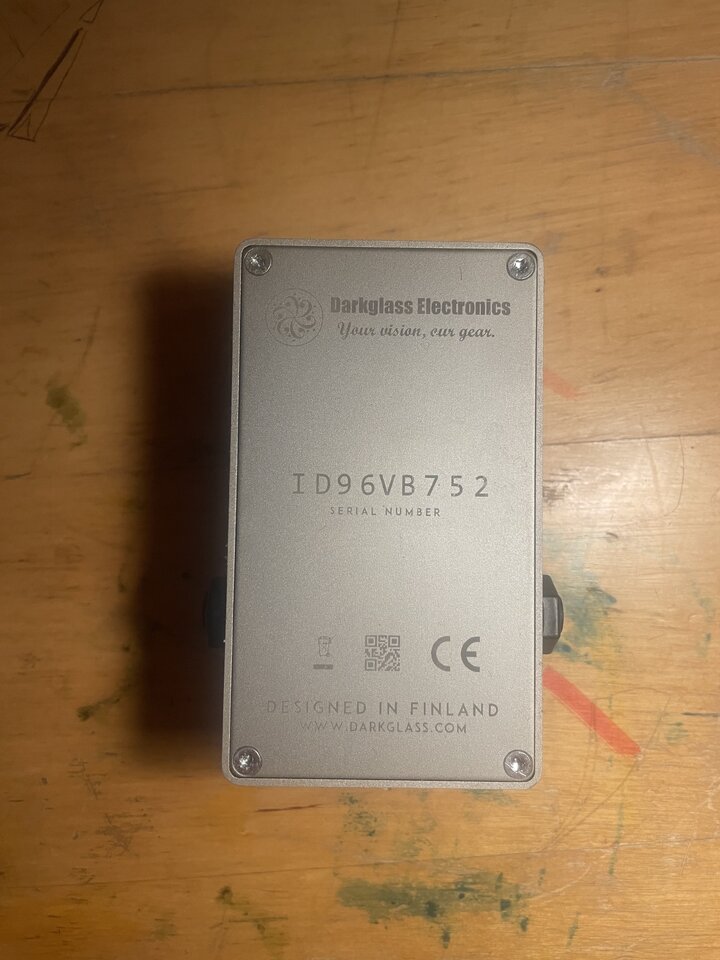 Darkglass Electronics
Your vision, our gear.
ID96VB752
SERIAL NUMBER
CE
DESIGNED IN FINLAND
WWW.DARKGLASS.COM